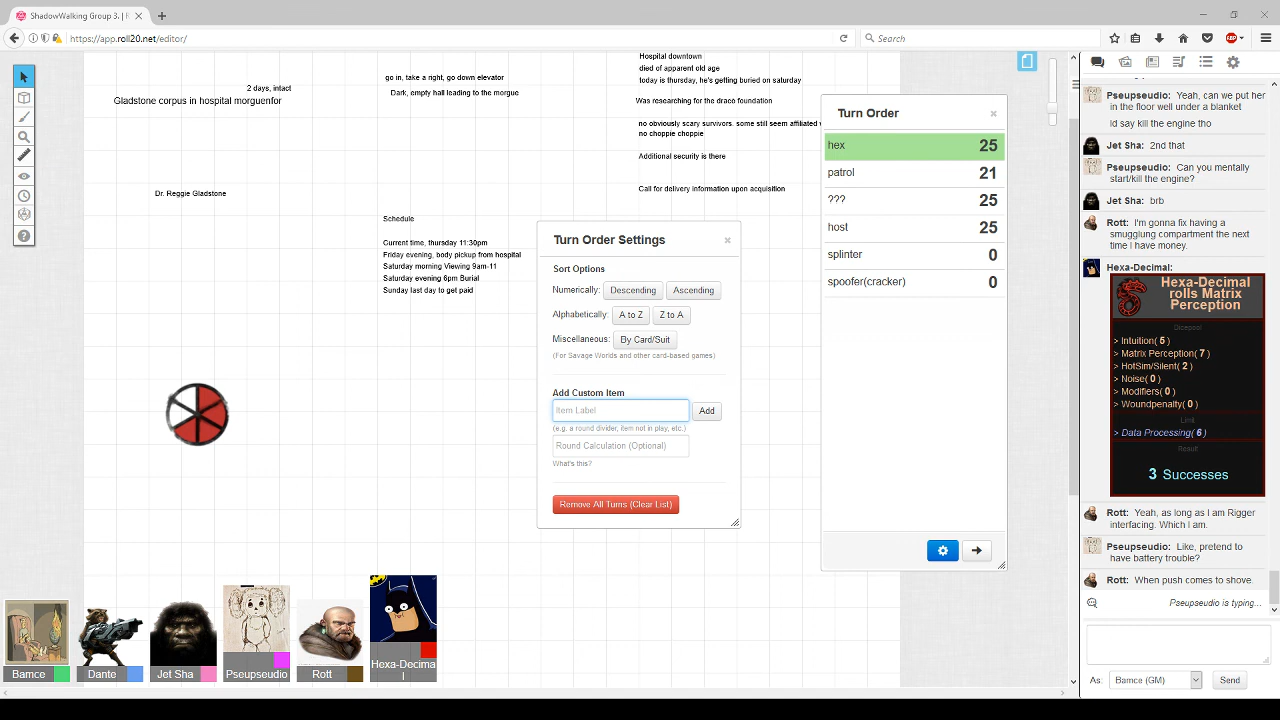 ShadowWalking Group 3. |
https://app.roll20.net/editor/
Search
2 days, intact
Gladstone corpus in hospital morguenfor
go in, take a right, go down elevator
Dark, empty hall leading to the morgue
Hospital downtown
died of apparent old age
today is thursday, he's getting buried on saturday
Was researching for the draco foundation
no obviously scary survivors. some still seem affiliated w
no choppie choppie
Additional security is there
Call for delivery information upon acquisition
Dr. Reggie Gladstone
Schedule
Current time, thursday 11:30pm
Friday evening, body pickup from hospital
Saturday morning Viewing 9am-11
Saturday evening 6pm Burial
Sunday last day to get paid
Turn Order Settings
Sort Options
Numerically: Descending Ascending
Alphabetically: A to Z Z to A
Miscellaneous: By Card/Suit
(For Savage Worlds and other card-based games)
Add Custom Item
Item Label Add
(e.g. a round divider, item not in play, etc.)
Round Calculation (Optional)
What's this?
Remove All Turns (Clear List)
Turn Order
hex 25
patrol 21
??? 25
host 25
splinter 0
spoofer(cracker) 0
Bamce
Dante
Jet Sha
Pseupseudio
Rott
Hexa-Decima
l
Pseupseudio: Yeah, can we put her
in the floor well under a blanket
Id say kill the engine tho
Jet Sha: 2nd that
Pseupseudio: Can you mentally
start/kill the engine?
Jet Sha: brb
Rott: I'm gonna fix having a
smugglung compartment the next
time I have money.
Hexa-Decimal:
Hexa-Decimal
rolls Matrix
Perception
Dicepool
> Intuition( 5 )
> Matrix Perception( 7 )
> HotSim/Silent( 2 )
> Noise( 0 )
> Modifiers( 0 )
> Woundpenalty( 0 )
Limit
> Data Processing( 6 )
Result
3 Successes
Rott: Yeah, as long as I am Rigger
interfacing. Which I am.
Pseupseudio: Like, pretend to
have battery trouble?
Rott: When push comes to shove.
Pseupseudio is typing...
As: Bamce (GM) Send